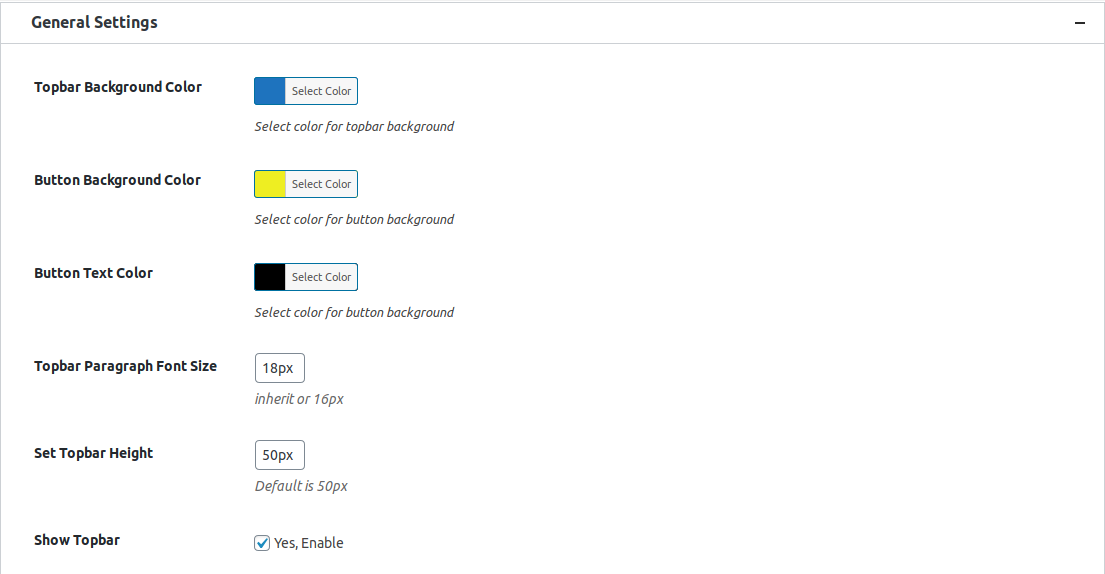 General Settings
Topbar Background Color
Select Color
Select color for topbar background
Button Background Color
Select Color
Select color for button background
Button Text Color
Select Color
Select color for button background
Topbar Paragraph Font Size
18px
inherit or 16px
Set Topbar Height
50px
Default is 50px
Show Topbar
Yes, Enable